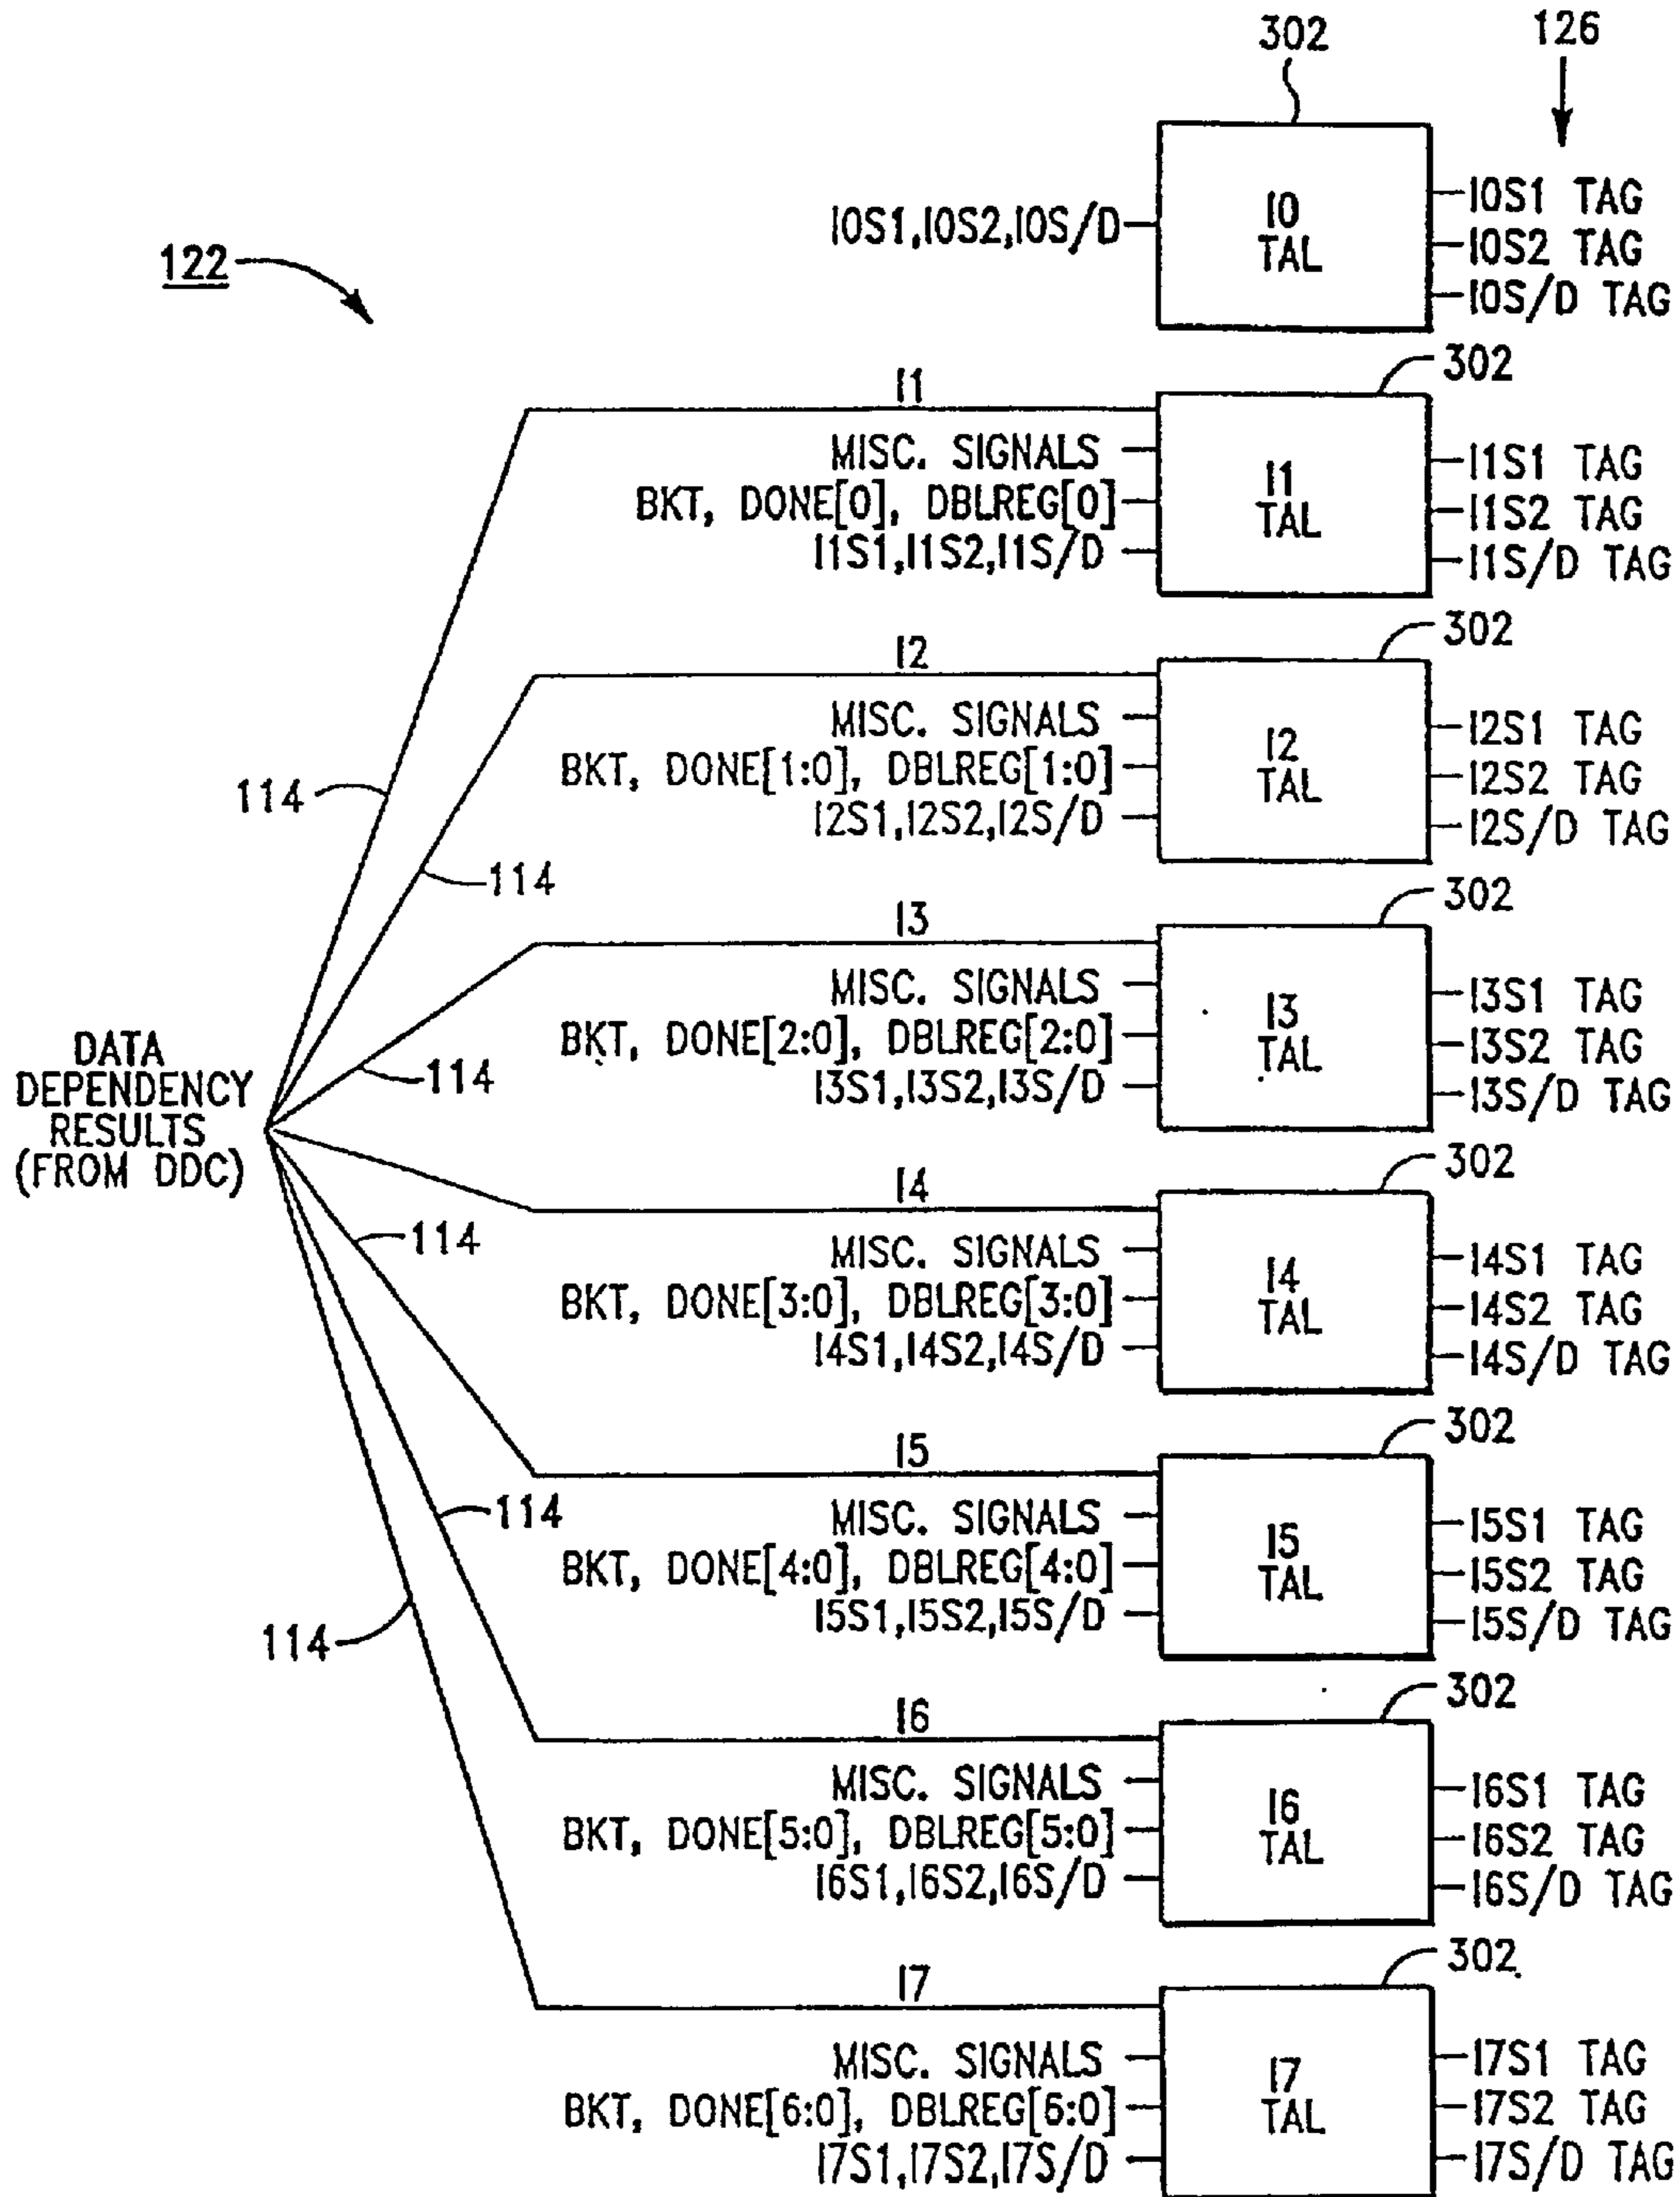 302
126
I0S1,I0S2,I0S/D
I0
TAL
I0S1 TAG
I0S2 TAG
I0S/D TAG
122
302
I1
MISC. SIGNALS
BKT, DONE[0], DBLREG[0]
I1S1,I1S2,I1S/D
I1
TAL
I1S1 TAG
I1S2 TAG
I1S/D TAG
302
I2
MISC. SIGNALS
BKT, DONE[1:0], DBLREG[1:0]
I2S1,I2S2,I2S/D
I2
TAL
I2S1 TAG
I2S2 TAG
I2S/D TAG
114
114
302
I3
MISC. SIGNALS
BKT, DONE[2:0], DBLREG[2:0]
I3S1,I3S2,I3S/D
I3
TAL
I3S1 TAG
I3S2 TAG
I3S/D TAG
114
DATA
DEPENDENCY
RESULTS
(FROM DDC)
302
I4
MISC. SIGNALS
BKT, DONE[3:0], DBLREG[3:0]
I4S1,I4S2,I4S/D
I4
TAL
I4S1 TAG
I4S2 TAG
I4S/D TAG
114
302
I5
MISC. SIGNALS
BKT, DONE[4:0], DBLREG[4:0]
I5S1,I5S2,I5S/D
I5
TAL
I5S1 TAG
I5S2 TAG
I5S/D TAG
114
114
302
I6
MISC. SIGNALS
BKT, DONE[5:0], DBLREG[5:0]
I6S1,I6S2,I6S/D
I6
TAL
I6S1 TAG
I6S2 TAG
I6S/D TAG
302
I7
MISC. SIGNALS
BKT, DONE[6:0], DBLREG[6:0]
I7S1,I7S2,I7S/D
I7
TAL
I7S1 TAG
I7S2 TAG
I7S/D TAG